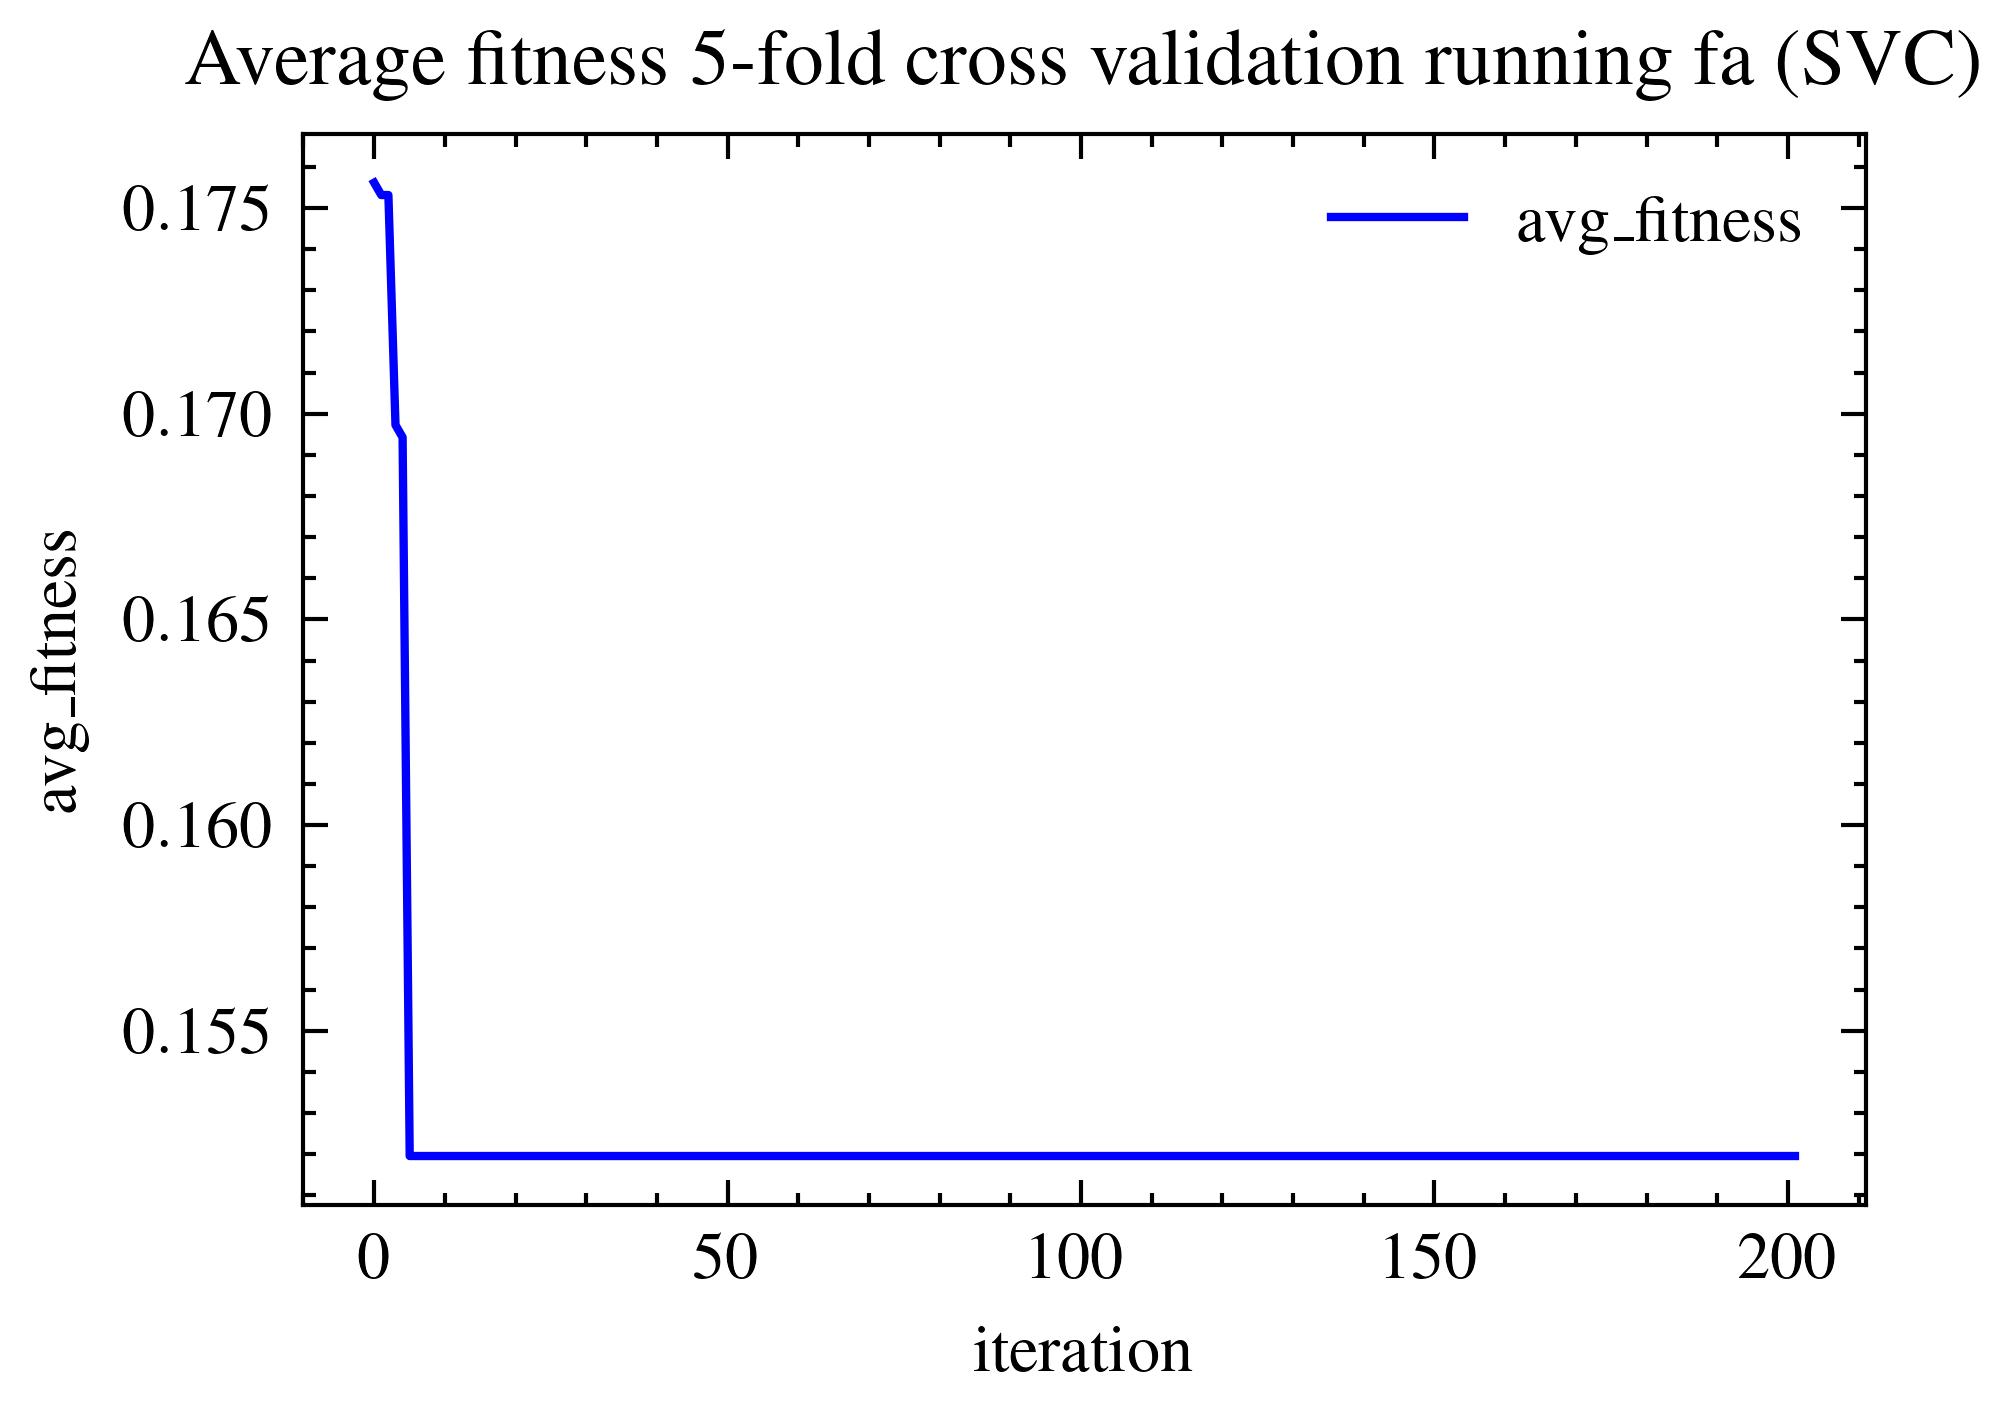 Average fitness 5-fold cross validation running fa (SVC)
avg_fitness
0.175
0.170
0.165
0.160
0.155
avg_fitness
0 50 100 150 200
iteration